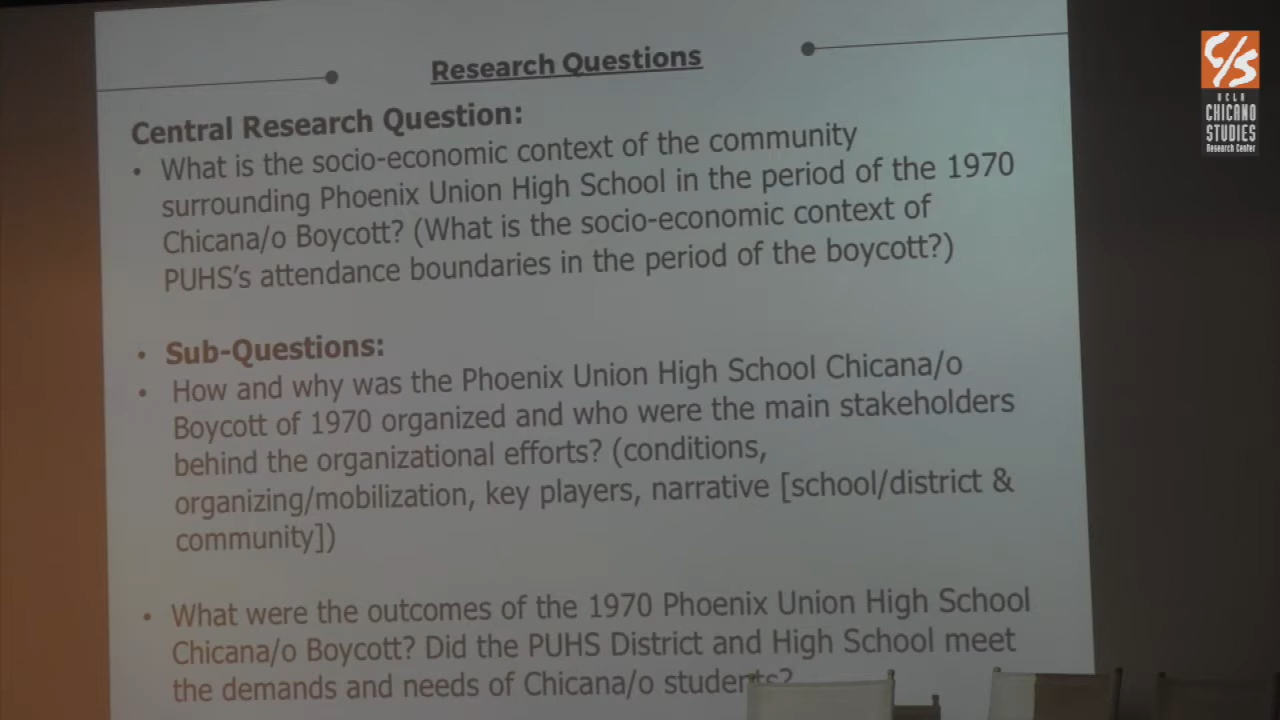 Research Questions
Central Research Question:
• What is the socio-economic context of the community
surrounding Phoenix Union High School in the period of the 1970
Chicana/o Boycott? (What is the socio-economic context of
PUHS's attendance boundaries in the period of the boycott?)
• Sub-Questions:
• How and why was the Phoenix Union High School Chicana/o
Boycott of 1970 organized and who were the main stakeholders
behind the organizational efforts? (conditions,
organizing/mobilization, key players, narrative [school/district &
community])
• What were the outcomes of the 1970 Phoenix Union High School
Chicana/o Boycott? Did the PUHS District and High School meet
the demands and needs of Chicana/o students?
C/S
UCLA
CHICANO
STUDIES
Research Center